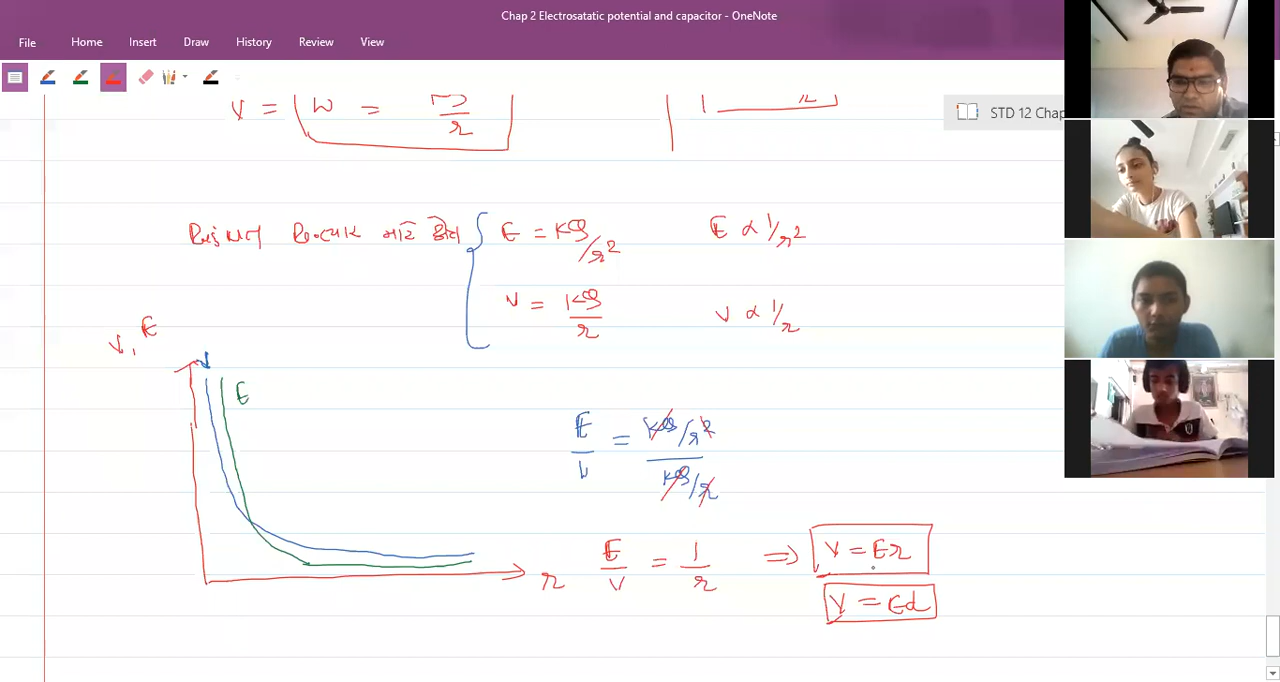 Chap 2 Electrosatatic potential and capacitor - OneNote
File Home Insert Draw History Review View
STD 12 Chap
V = W =
r
E = KQ/r² E ∝ 1/r²
V = KQ/r V ∝ 1/r
V, E
V
E
E/V = KQ/r² / KQ/r
r E/V = 1/r ⇒ V = Er
V = Ed